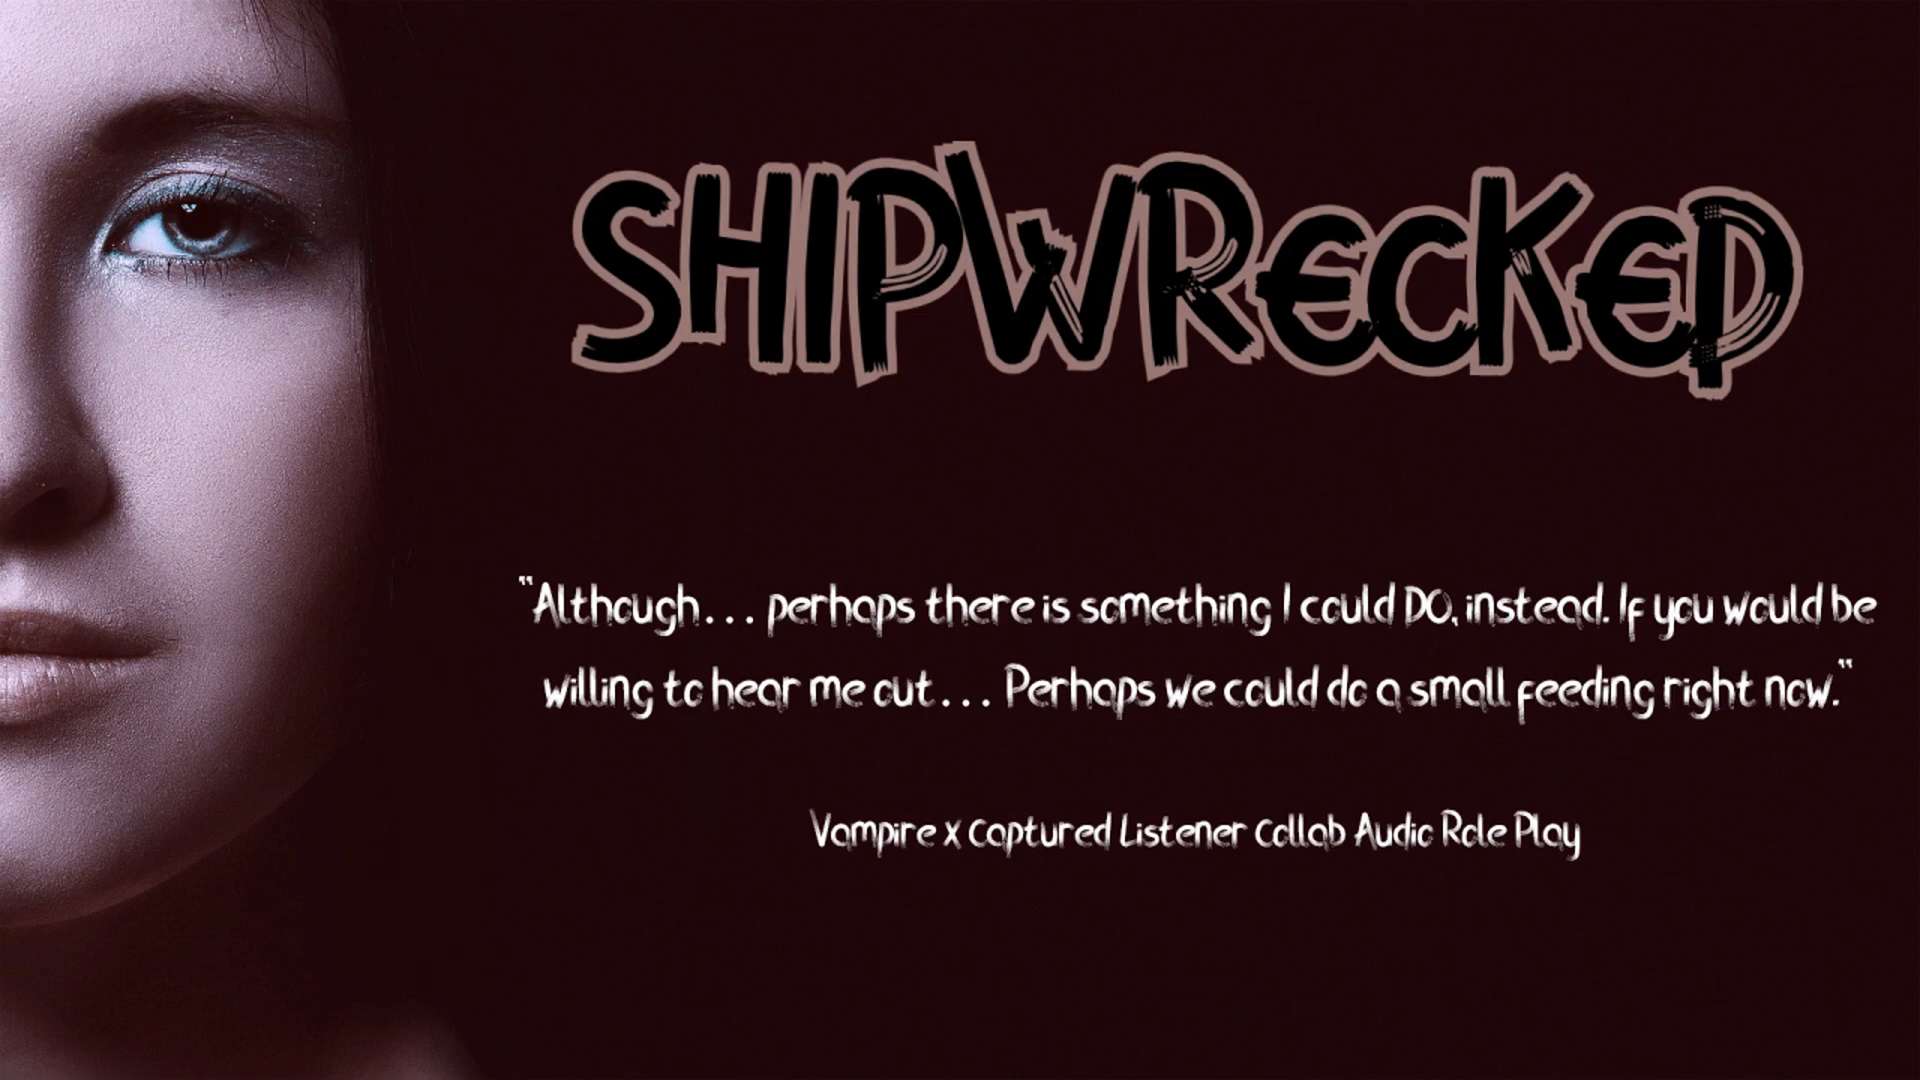 SHIPWRECKED
"Although... perhaps there is something I could DO, instead. If you would be
willing to hear me out... Perhaps we could do a small feeding right now."
Vampire x Captured Listener Collab Audio Role Play